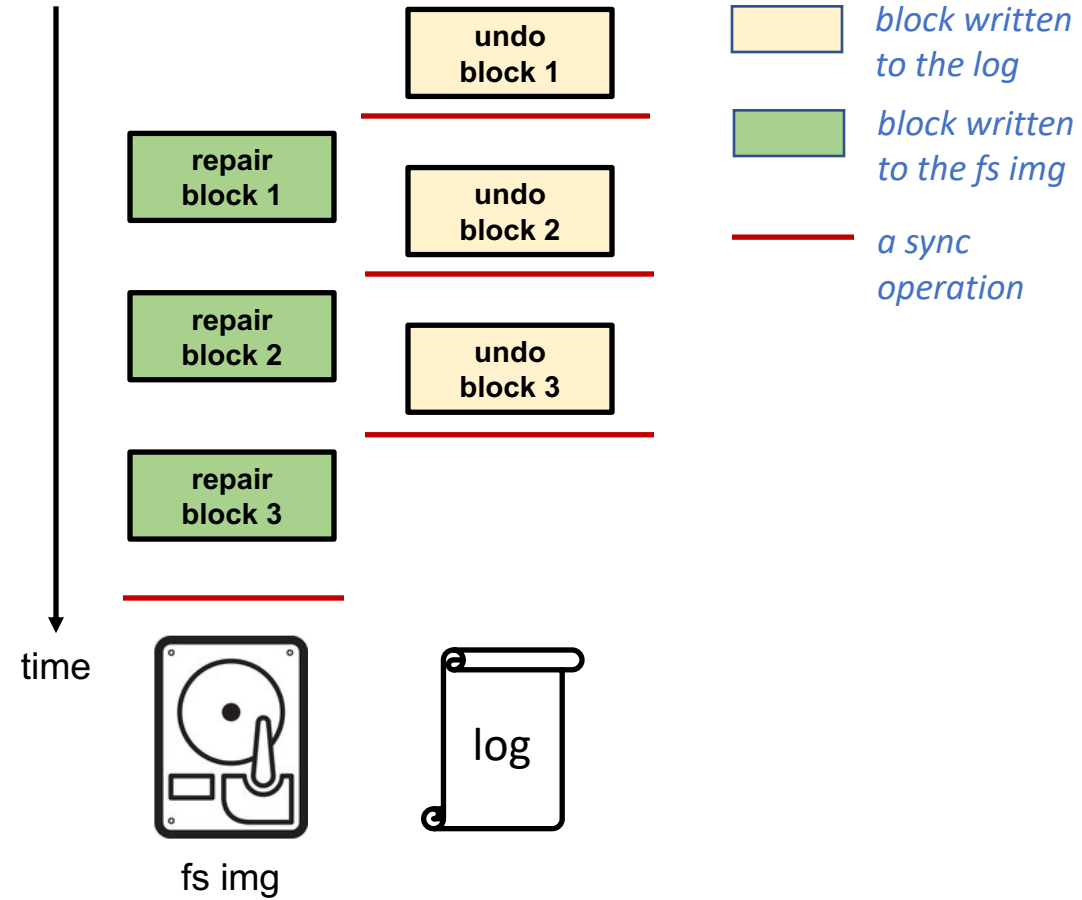 undo
block 1
repair
block 1
undo
block 2
repair
block 2
undo
block 3
repair
block 3
time
log
fs img
block written
to the log
block written
to the fs img
a sync
operation